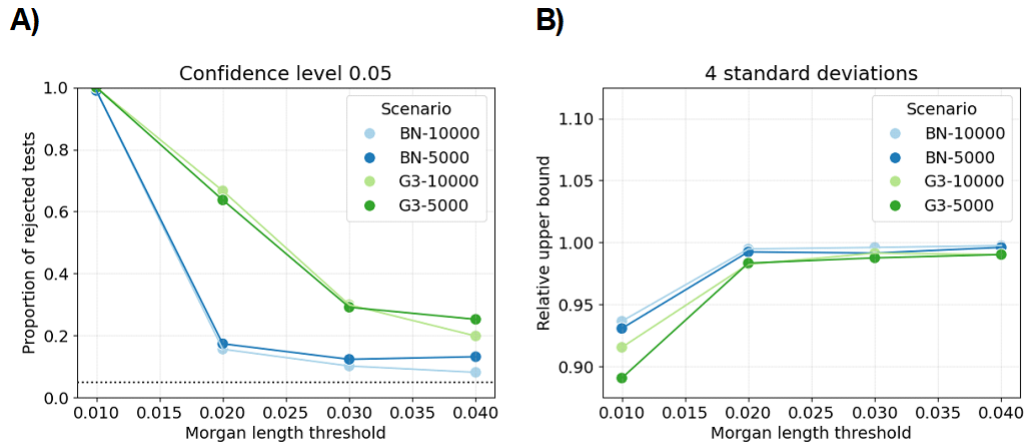 A)
Confidence level 0.05
Proportion of rejected tests
1.0
0.8
0.6
0.4
0.2
0.0
Scenario
BN-10000
BN-5000
G3-10000
G3-5000
0.010 0.015 0.020 0.025 0.030 0.035 0.040
Morgan length threshold
B)
4 standard deviations
Relative upper bound
1.10
1.05
1.00
0.95
0.90
Scenario
BN-10000
BN-5000
G3-10000
G3-5000
0.010 0.015 0.020 0.025 0.030 0.035 0.040
Morgan length threshold